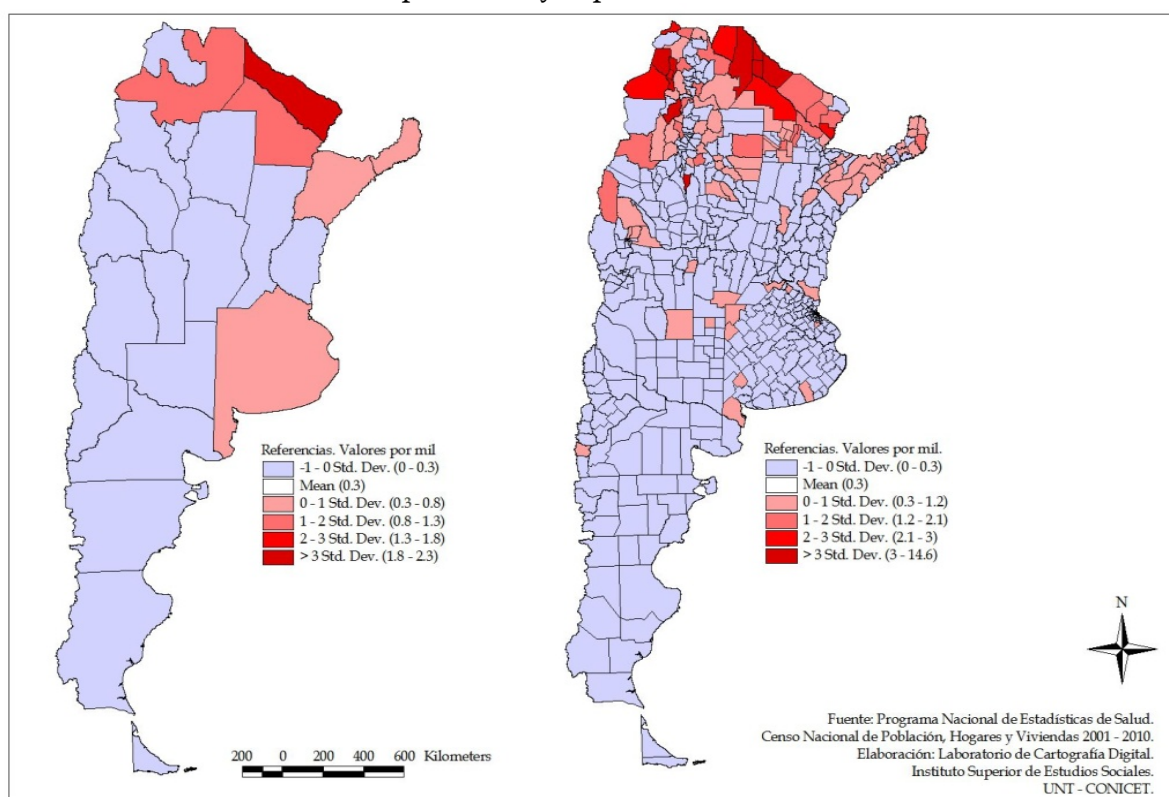 Referencias. Valores por mil
-1 - 0 Std. Dev. (0 - 0.3)
Mean (0.3)
0 - 1 Std. Dev. (0.3 - 0.8)
1 - 2 Std. Dev. (0.8 - 1.3)
2 - 3 Std. Dev. (1.3 - 1.8)
> 3 Std. Dev. (1.8 - 2.3)
Referencias. Valores por mil.
-1 - 0 Std. Dev. (0 - 0.3)
Mean (0.3)
0 - 1 Std. Dev. (0.3 - 1.2)
1 - 2 Std. Dev. (1.2 - 2.1)
2 - 3 Std. Dev. (2.1 - 3)
> 3 Std. Dev. (3 - 14.6)
N
200 0 200 400 600 Kilometers
Fuente: Programa Nacional de Estadísticas de Salud.
Censo Nacional de Población, Hogares y Viviendas 2001 - 2010.
Elaboración: Laboratorio de Cartografía Digital.
Instituto Superior de Estudios Sociales.
UNT - CONICET.